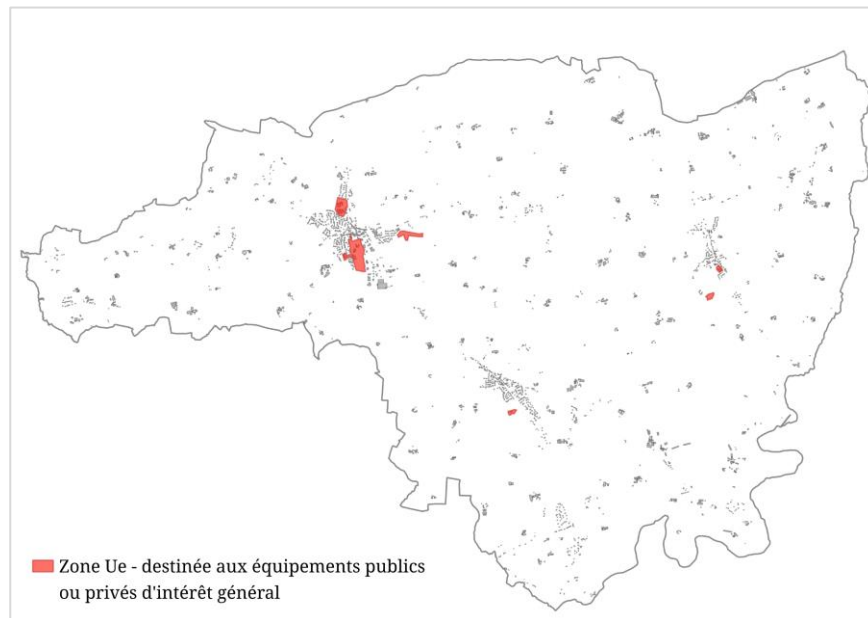 Zone Ue - destinée aux équipements publics
ou privés d'intérêt général